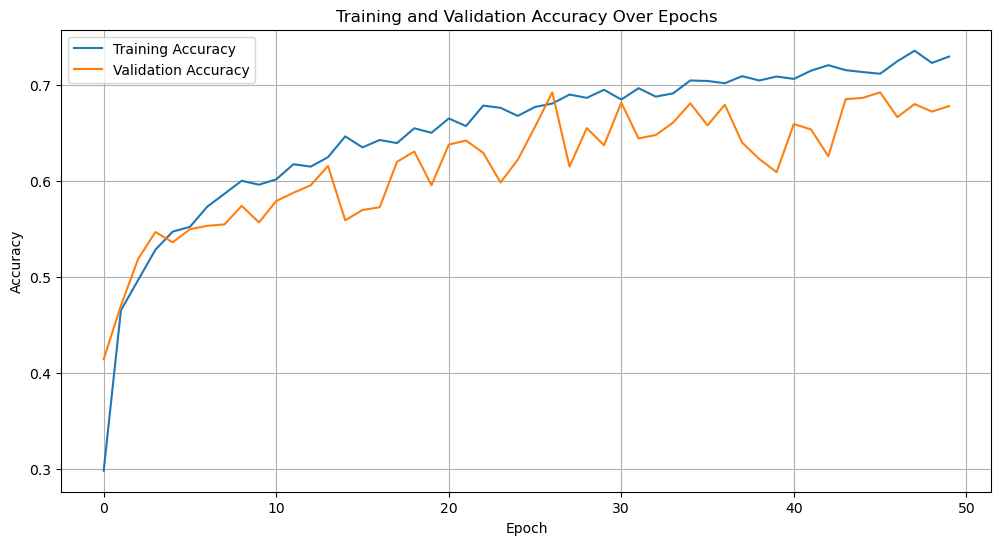 Training and Validation Accuracy Over Epochs
Training Accuracy
Validation Accuracy
Accuracy
0.7
0.6
0.5
0.4
0.3
0 10 20 30 40 50
Epoch